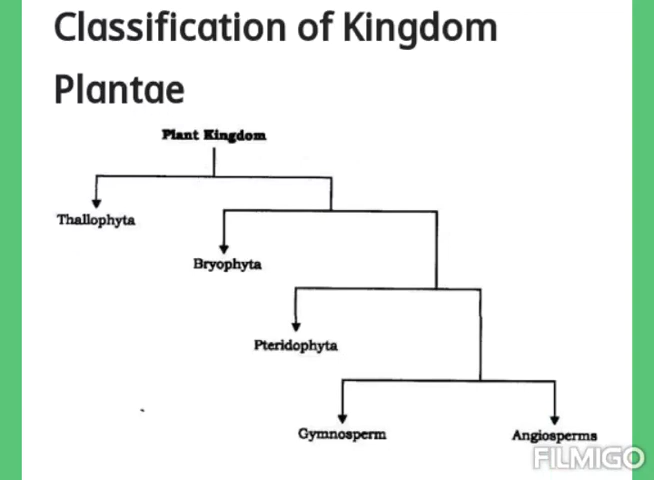 Classification of Kingdom
Plantae
Plant Kingdom
Thallophyta
Bryophyta
Pteridophyta
Gymnosperm
Angiosperms
FILMIGO